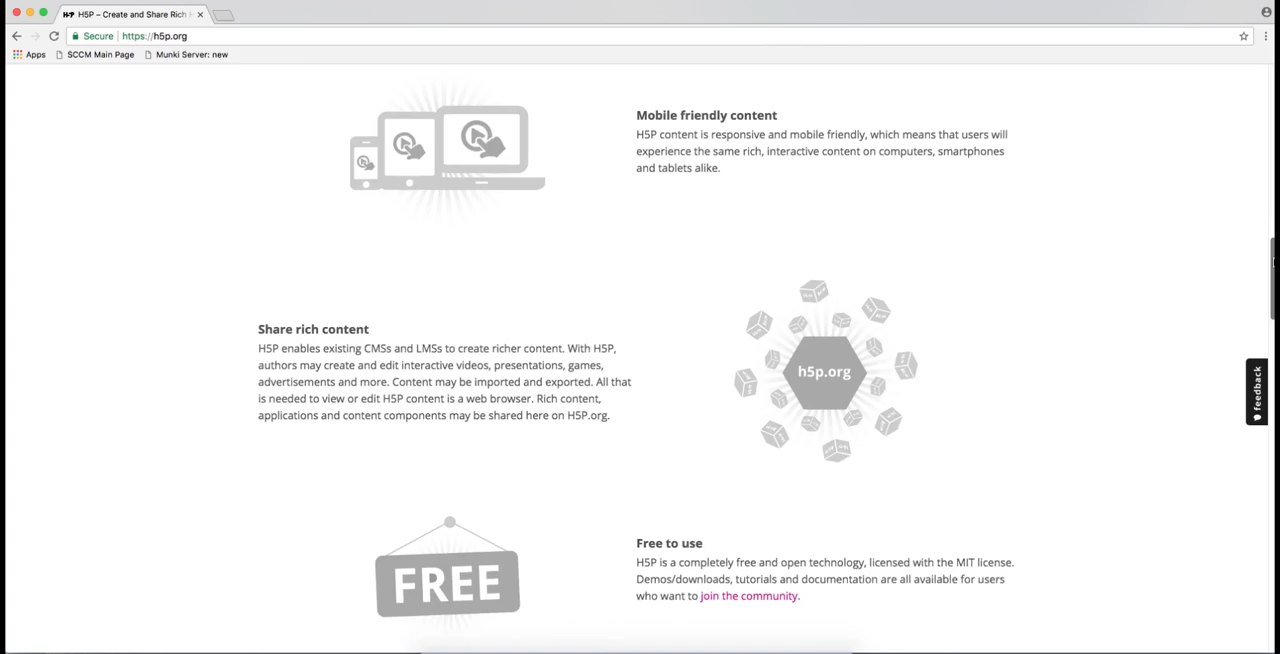 H-P H5P – Create and Share Rich H
Secure https://h5p.org
Apps SCCM Main Page Munki Server: new
Mobile friendly content
H5P content is responsive and mobile friendly, which means that users will
experience the same rich, interactive content on computers, smartphones
and tablets alike.
Share rich content
H5P enables existing CMSs and LMSs to create richer content. With H5P,
authors may create and edit interactive videos, presentations, games,
advertisements and more. Content may be imported and exported. All that
is needed to view or edit H5P content is a web browser. Rich content,
applications and content components may be shared here on H5P.org.
h5p.org
feedback
FREE
Free to use
H5P is a completely free and open technology, licensed with the MIT license.
Demos/downloads, tutorials and documentation are all available for users
who want to join the community.